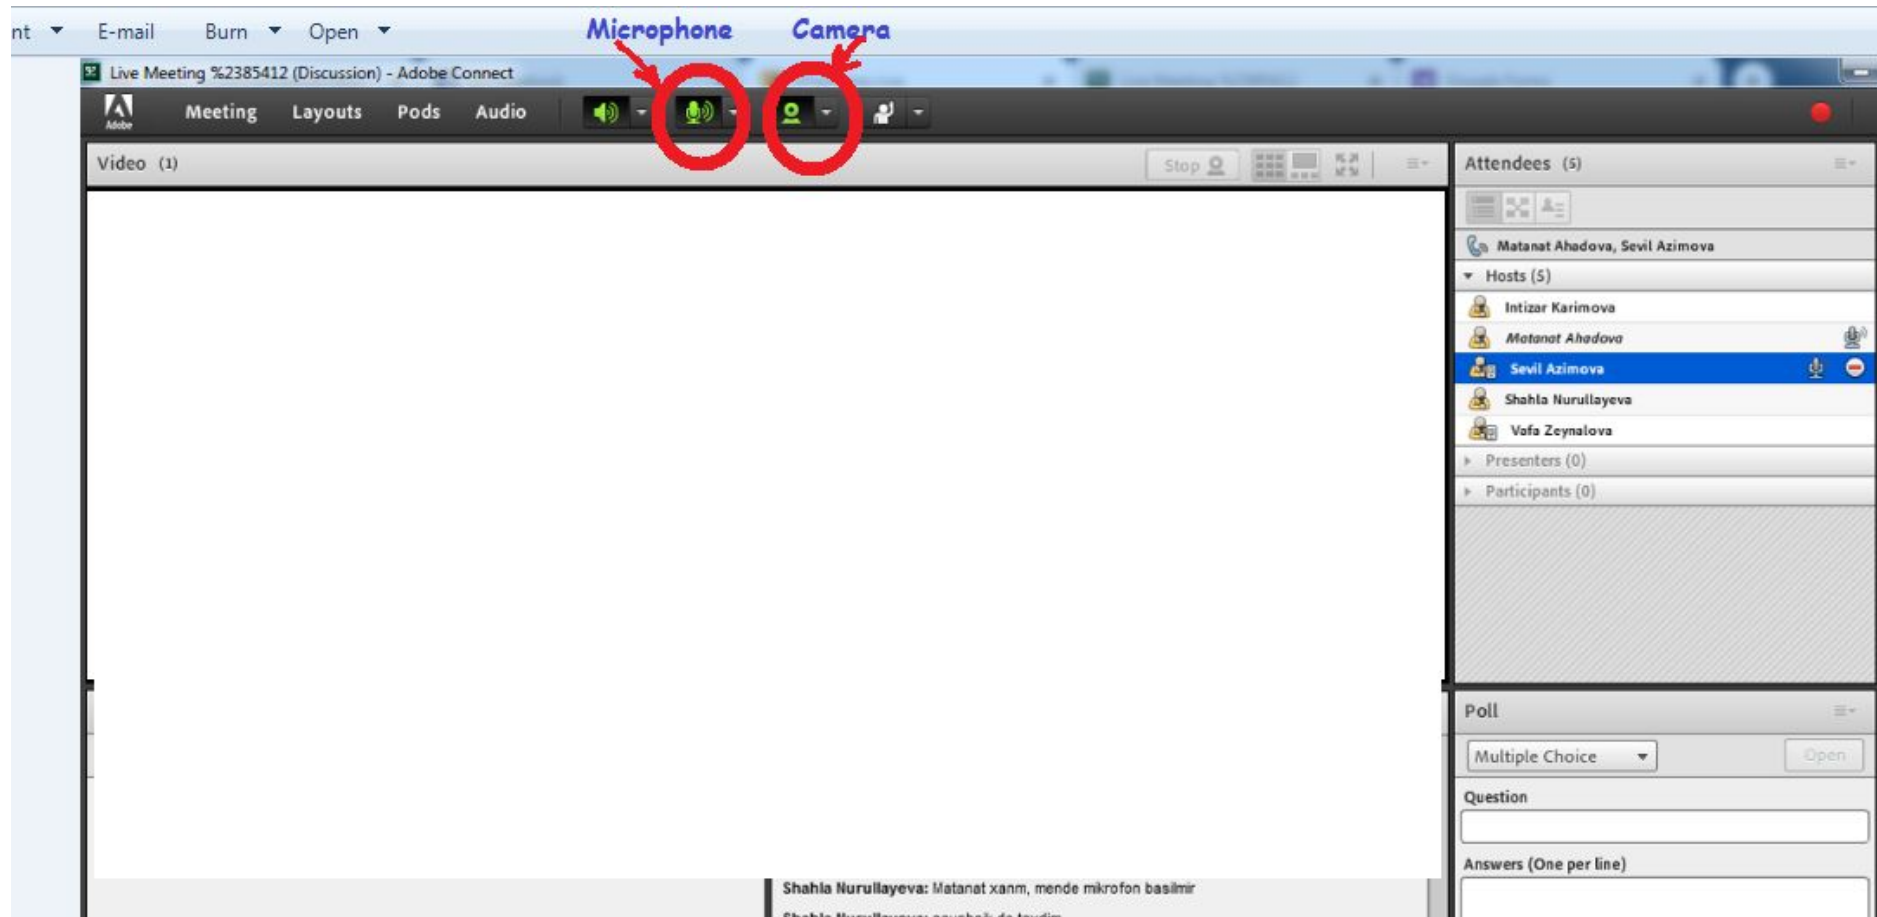 nt E-mail Burn Open
Microphone Camera
Live Meeting %2385412 (Discussion) - Adobe Connect
Adobe
Meeting Layouts Pods Audio
Video (1)
Stop
Attendees (5)
Matanat Ahadova, Sevil Azimova
Hosts (5)
Intizar Karimova
Matanat Ahadova
Sevil Azimova
Shahla Nurullayeva
Vafa Zeynalova
Presenters (0)
Participants (0)
Poll
Multiple Choice Open
Question
Answers (One per line)
Shahla Nurullayeva: Matanat xanm, mende mikrofon basilmir
Shahla Nurullayeva: